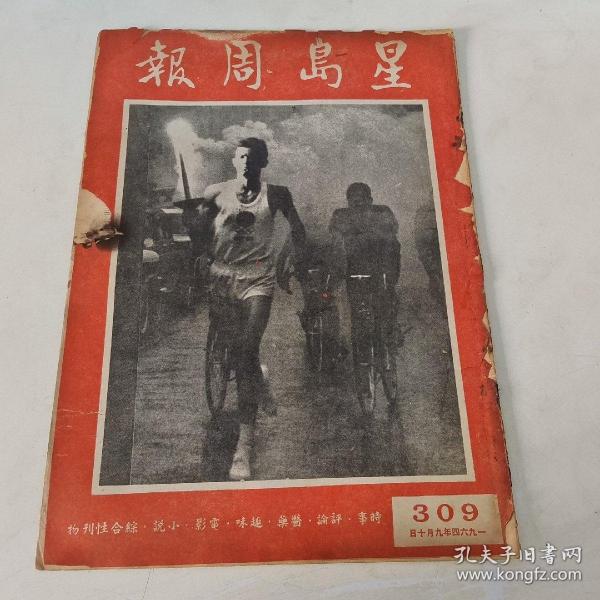 星島周報
時事·評論·醫藥·趣味·電影·小說·綜合性刊物
309
一九六四年九月十日
孔夫子旧书网
www.kongfz.com